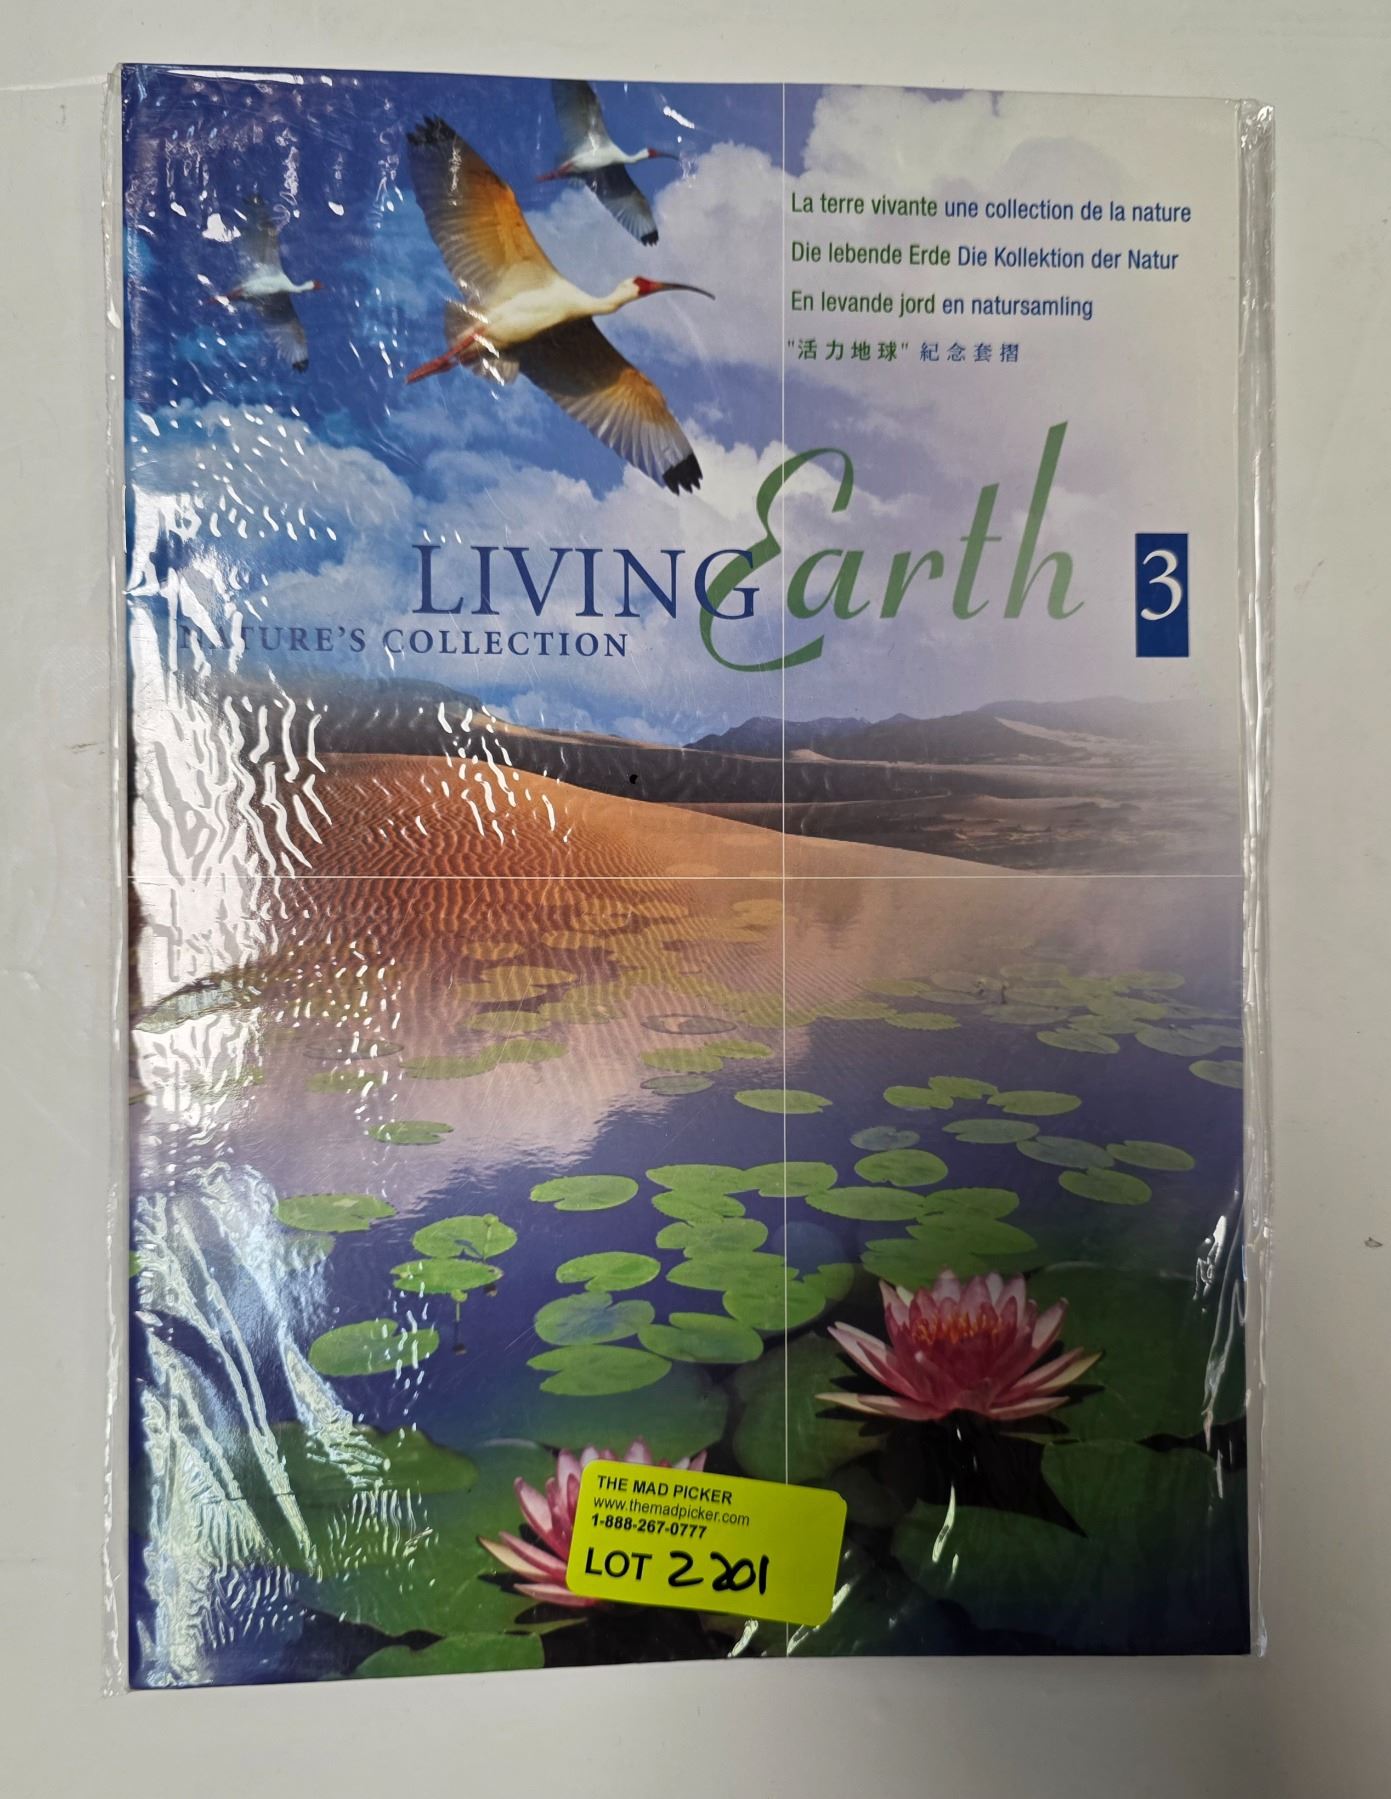 La terre vivante une collection de la nature
Die lebende Erde Die Kollektion der Natur
En levande jord en natursamling
"活力地球" 紀念套摺
LIVING Earth 3
NATURE'S COLLECTION
THE MAD PICKER
www.themadpicker.com
1-888-267-0777
LOT 2201